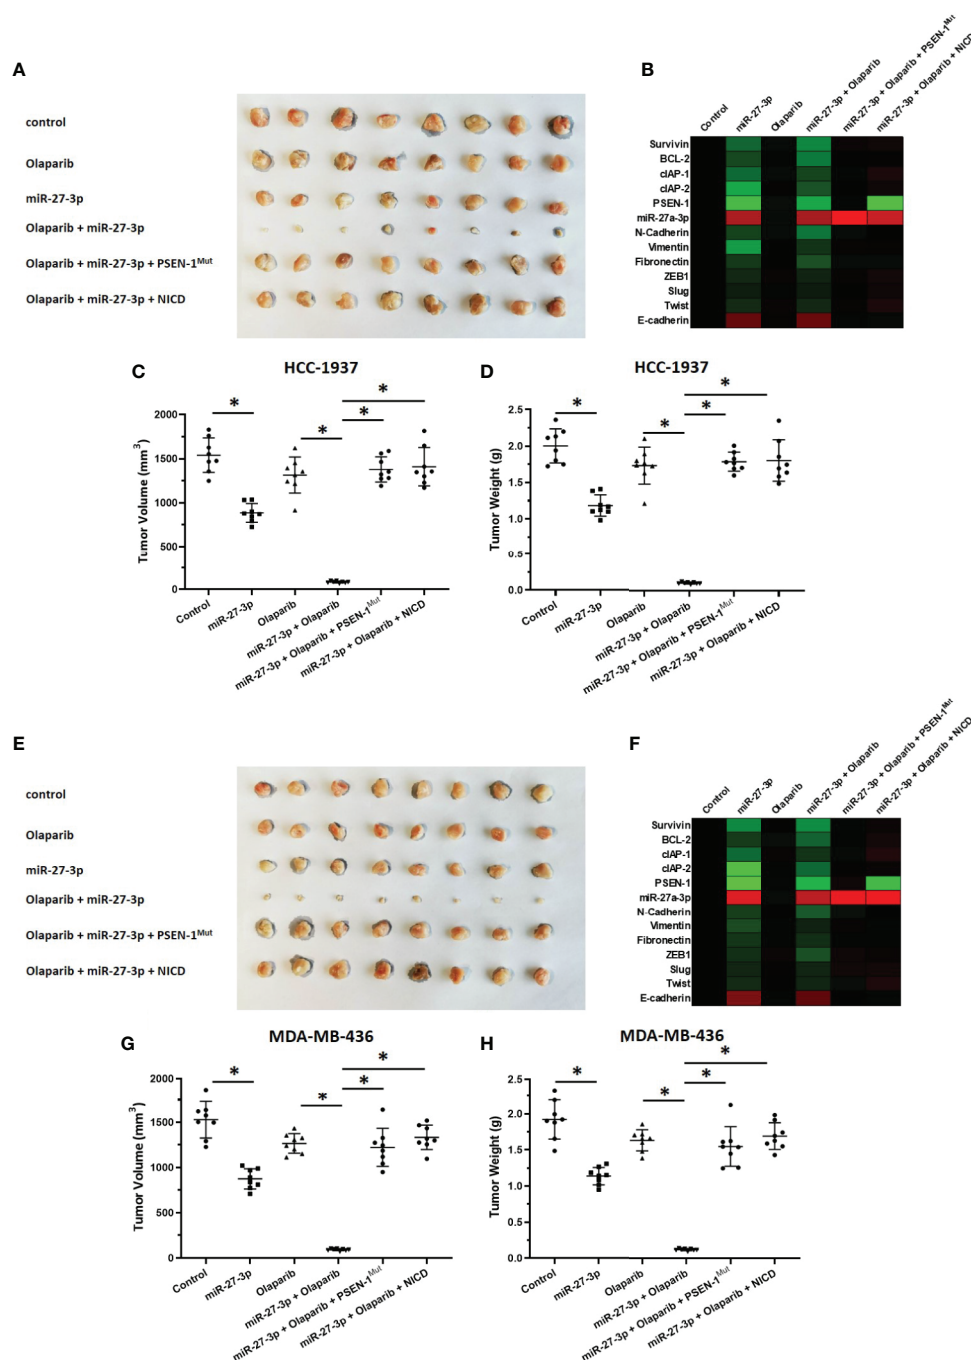 A
control
Olaparib
miR-27-3p
Olaparib + miR-27-3p
Olaparib + miR-27-3p + PSEN-1Mut
Olaparib + miR-27-3p + NICD
B
Control
miR-27-3p
Olaparib
miR-27-3p + Olaparib
miR-27-3p + Olaparib + PSEN-1Mut
miR-27-3p + Olaparib + NICD
Survivin
BCL-2
cIAP-1
cIAP-2
PSEN-1
miR-27a-3p
N-Cadherin
Vimentin
Fibronectin
ZEB1
Slug
Twist
E-cadherin
C
HCC-1937
Tumor Volume (mm3)
2000
1500
1000
500
0
* * * *
Control
miR-27-3p
Olaparib
miR-27-3p + Olaparib
miR-27-3p + Olaparib + PSEN-1Mut
miR-27-3p + Olaparib + NICD
D
HCC-1937
Tumor Weight (g)
2.5
2.0
1.5
1.0
0.5
0.0
* * * *
Control
miR-27-3p
Olaparib
miR-27-3p + Olaparib
miR-27-3p + Olaparib + PSEN-1Mut
miR-27-3p + Olaparib + NICD
E
control
Olaparib
miR-27-3p
Olaparib + miR-27-3p
Olaparib + miR-27-3p + PSEN-1Mut
Olaparib + miR-27-3p + NICD
F
Control
miR-27-3p
Olaparib
miR-27-3p + Olaparib
miR-27-3p + Olaparib + PSEN-1Mut
miR-27-3p + Olaparib + NICD
Survivin
BCL-2
cIAP-1
cIAP-2
PSEN-1
miR-27a-3p
N-Cadherin
Vimentin
Fibronectin
ZEB1
Slug
Twist
E-cadherin
G
MDA-MB-436
Tumor Volume (mm3)
2000
1500
1000
500
0
* * * *
Control
miR-27-3p
Olaparib
miR-27-3p + Olaparib
miR-27-3p + Olaparib + PSEN-1Mut
miR-27-3p + Olaparib + NICD
H
MDA-MB-436
Tumor Weight (g)
2.5
2.0
1.5
1.0
0.5
0.0
* * * *
Control
miR-27-3p
Olaparib
miR-27-3p + Olaparib
miR-27-3p + Olaparib + PSEN-1Mut
miR-27-3p + Olaparib + NICD